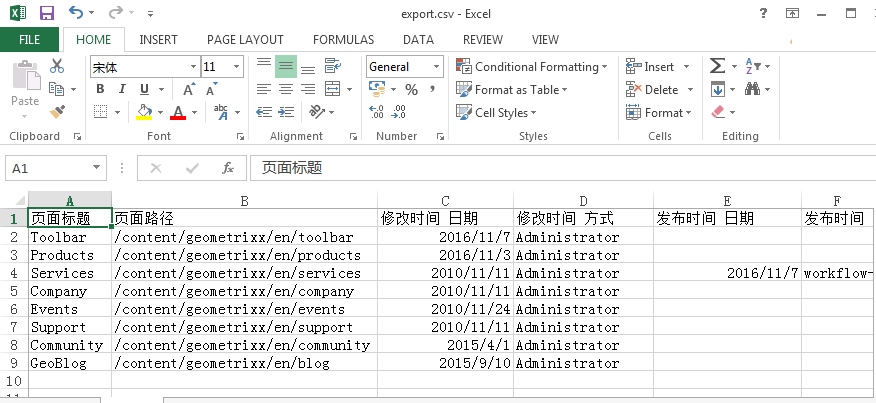 export.csv - Excel
FILE HOME INSERT PAGE LAYOUT FORMULAS DATA REVIEW VIEW
宋体 11 General Conditional Formatting Insert
Paste B I U % Format as Table Delete
Cell Styles Format
Clipboard Font Alignment Number Styles Cells Editing
A1 fx 页面标题
A B C D E F
1 页面标题 页面路径 修改时间 日期 修改时间 方式 发布时间 日期 发布时间
2 Toolbar /content/geometrixx/en/toolbar 2016/11/7 Administrator
3 Products /content/geometrixx/en/products 2016/11/3 Administrator
4 Services /content/geometrixx/en/services 2010/11/11 Administrator 2016/11/7 workflow-
5 Company /content/geometrixx/en/company 2010/11/11 Administrator
6 Events /content/geometrixx/en/events 2010/11/24 Administrator
7 Support /content/geometrixx/en/support 2010/11/11 Administrator
8 Community /content/geometrixx/en/community 2015/4/1 Administrator
9 GeoBlog /content/geometrixx/en/blog 2015/9/10 Administrator
10
11